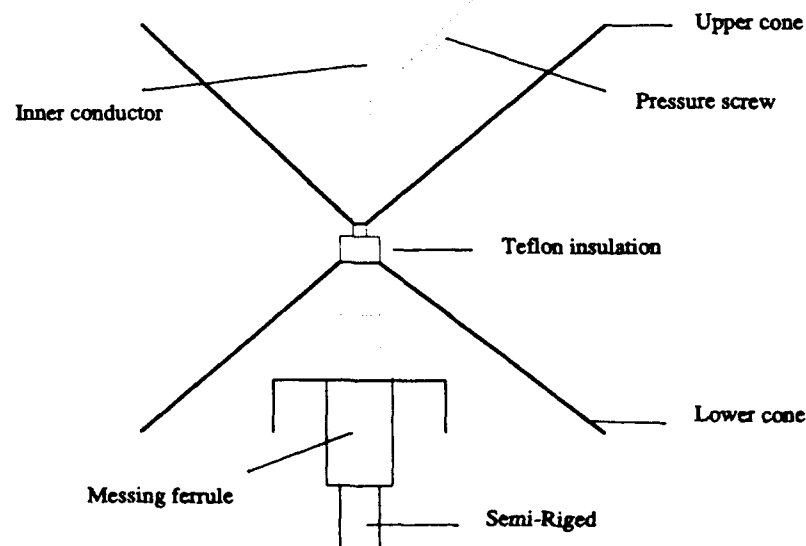 Upper cone
Pressure screw
Inner conductor
Teflon insulation
Lower cone
Messing ferrule
Semi-Riged